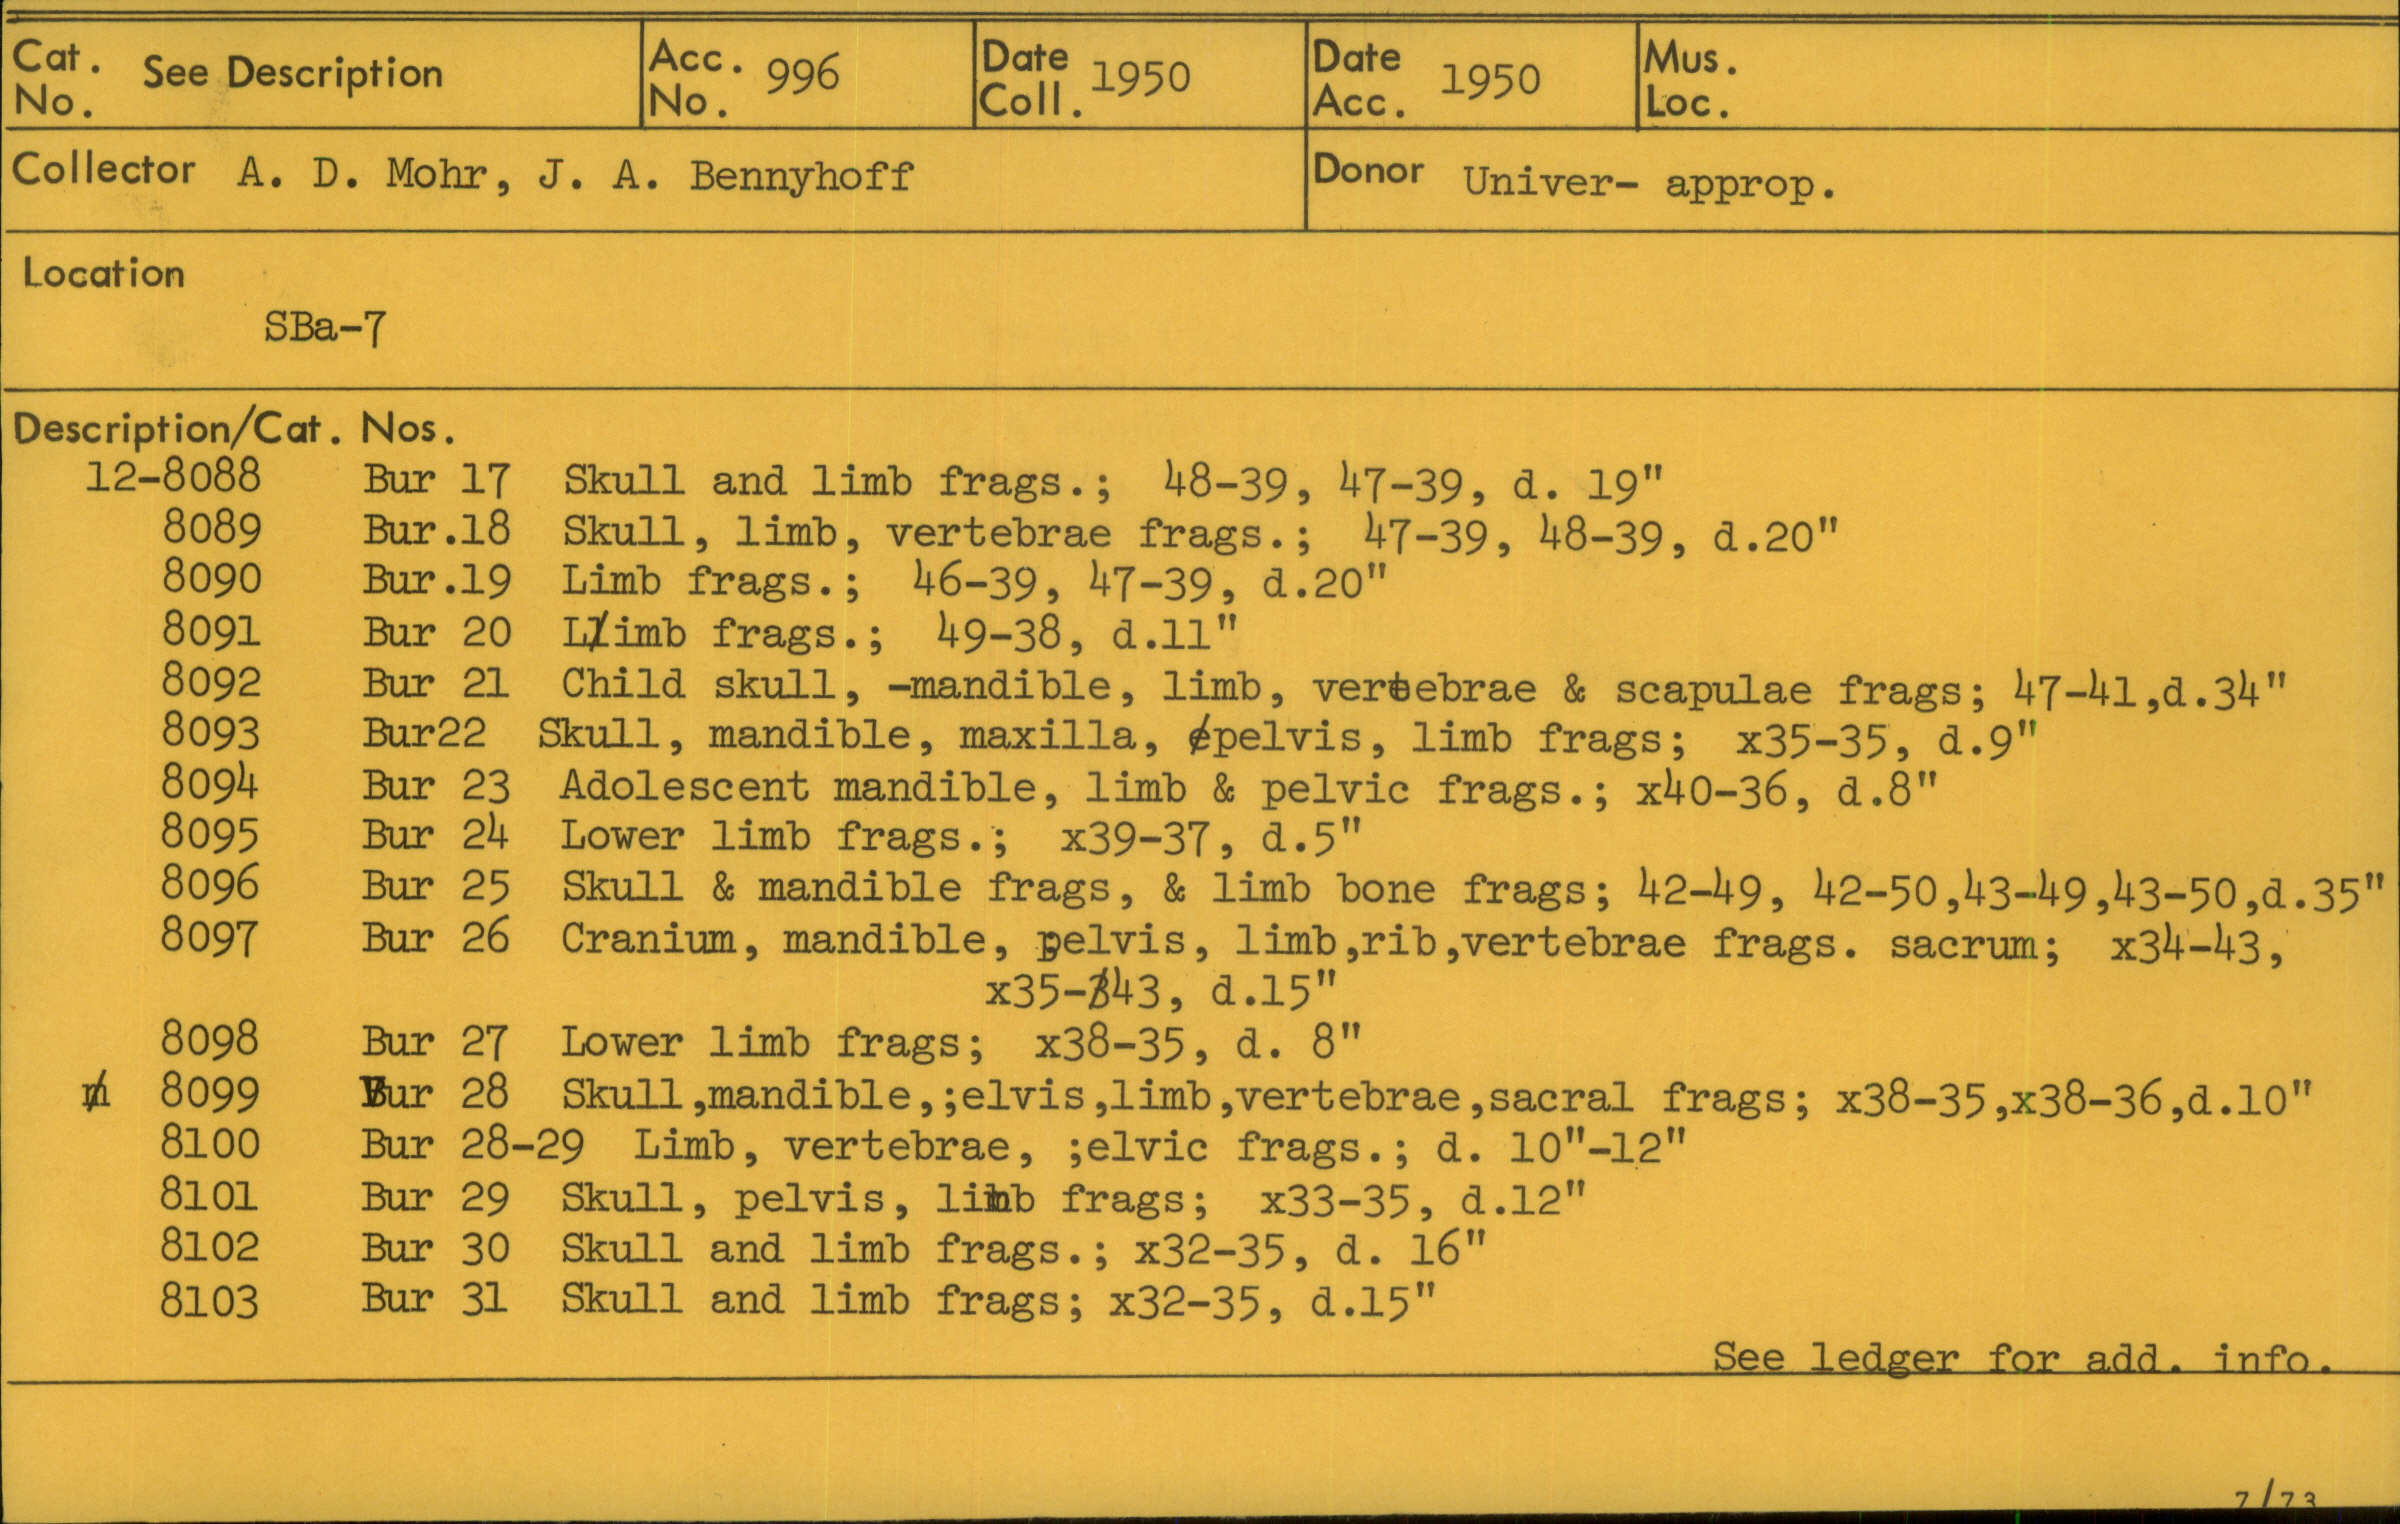 Cat. No. See Description Acc. No. 996 Date Coll. 1950 Date Acc. 1950 Mus. Loc.
Collector A. D. Mohr, J. A. Bennyhoff Donor Univer- approp.
Location
SBa-7
Description/Cat. Nos.
12-8088 Bur 17 Skull and limb frags.; 48-39, 47-39, d. 19"
8089 Bur.18 Skull, limb, vertebrae frags.; 47-39, 48-39, d.20"
8090 Bur.19 Limb frags.; 46-39, 47-39, d.20"
8091 Bur 20 Limb frags.; 49-38, d.11"
8092 Bur 21 Child skull, -mandible, limb, vertebrae & scapulae frags; 47-41,d.34"
8093 Bur22 Skull, mandible, maxilla, pelvis, limb frags; x35-35, d.9"
8094 Bur 23 Adolescent mandible, limb & pelvic frags.; x40-36, d.8"
8095 Bur 24 Lower limb frags.; x39-37, d.5"
8096 Bur 25 Skull & mandible frags, & limb bone frags; 42-49, 42-50,43-49,43-50,d.35"
8097 Bur 26 Cranium, mandible, pelvis, limb,rib,vertebrae frags. sacrum; x34-43,
x35-43, d.15"
8098 Bur 27 Lower limb frags; x38-35, d. 8"
8099 Bur 28 Skull,mandible,;elvis,limb,vertebrae,sacral frags; x38-35,x38-36,d.10"
8100 Bur 28-29 Limb, vertebrae, ;elvic frags.; d. 10"-12"
8101 Bur 29 Skull, pelvis, limb frags; x33-35, d.12"
8102 Bur 30 Skull and limb frags.; x32-35, d. 16"
8103 Bur 31 Skull and limb frags; x32-35, d.15"
See ledger for add. info.
7/73